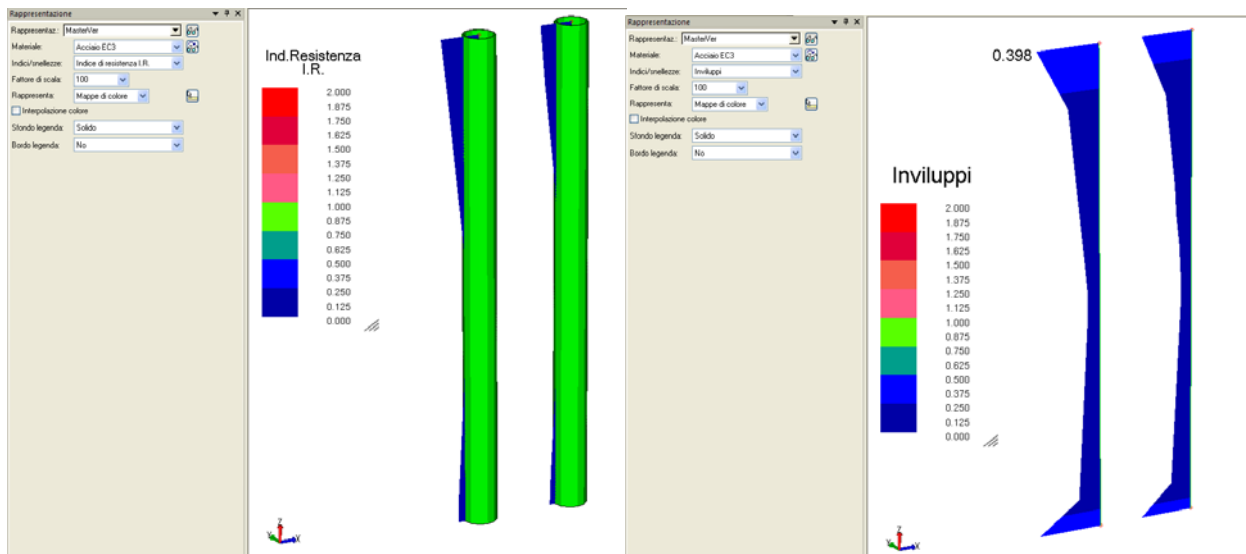 Rappresentazione
Rappresentaz.: MasterVer
Materiale: Acciaio EC3
Indici/snellezze: Indice di resistenza I.R.
Fattore di scala: 100
Rappresenta: Mappe di colore
Interpolazione colore
Sfondo legenda: Solido
Bordo legenda: No
Ind.Resistenza
I.R.
2.000
1.875
1.750
1.625
1.500
1.375
1.250
1.125
1.000
0.875
0.750
0.625
0.500
0.375
0.250
0.125
0.000
Z
Y
X
Rappresentazione
Rappresentaz.: MasterVer
Materiale: Acciaio EC3
Indici/snellezze: Inviluppi
Fattore di scala: 100
Rappresenta: Mappe di colore
Interpolazione colore
Sfondo legenda: Solido
Bordo legenda: No
0.398
Inviluppi
2.000
1.875
1.750
1.625
1.500
1.375
1.250
1.125
1.000
0.875
0.750
0.625
0.500
0.375
0.250
0.125
0.000
Z
Y
X